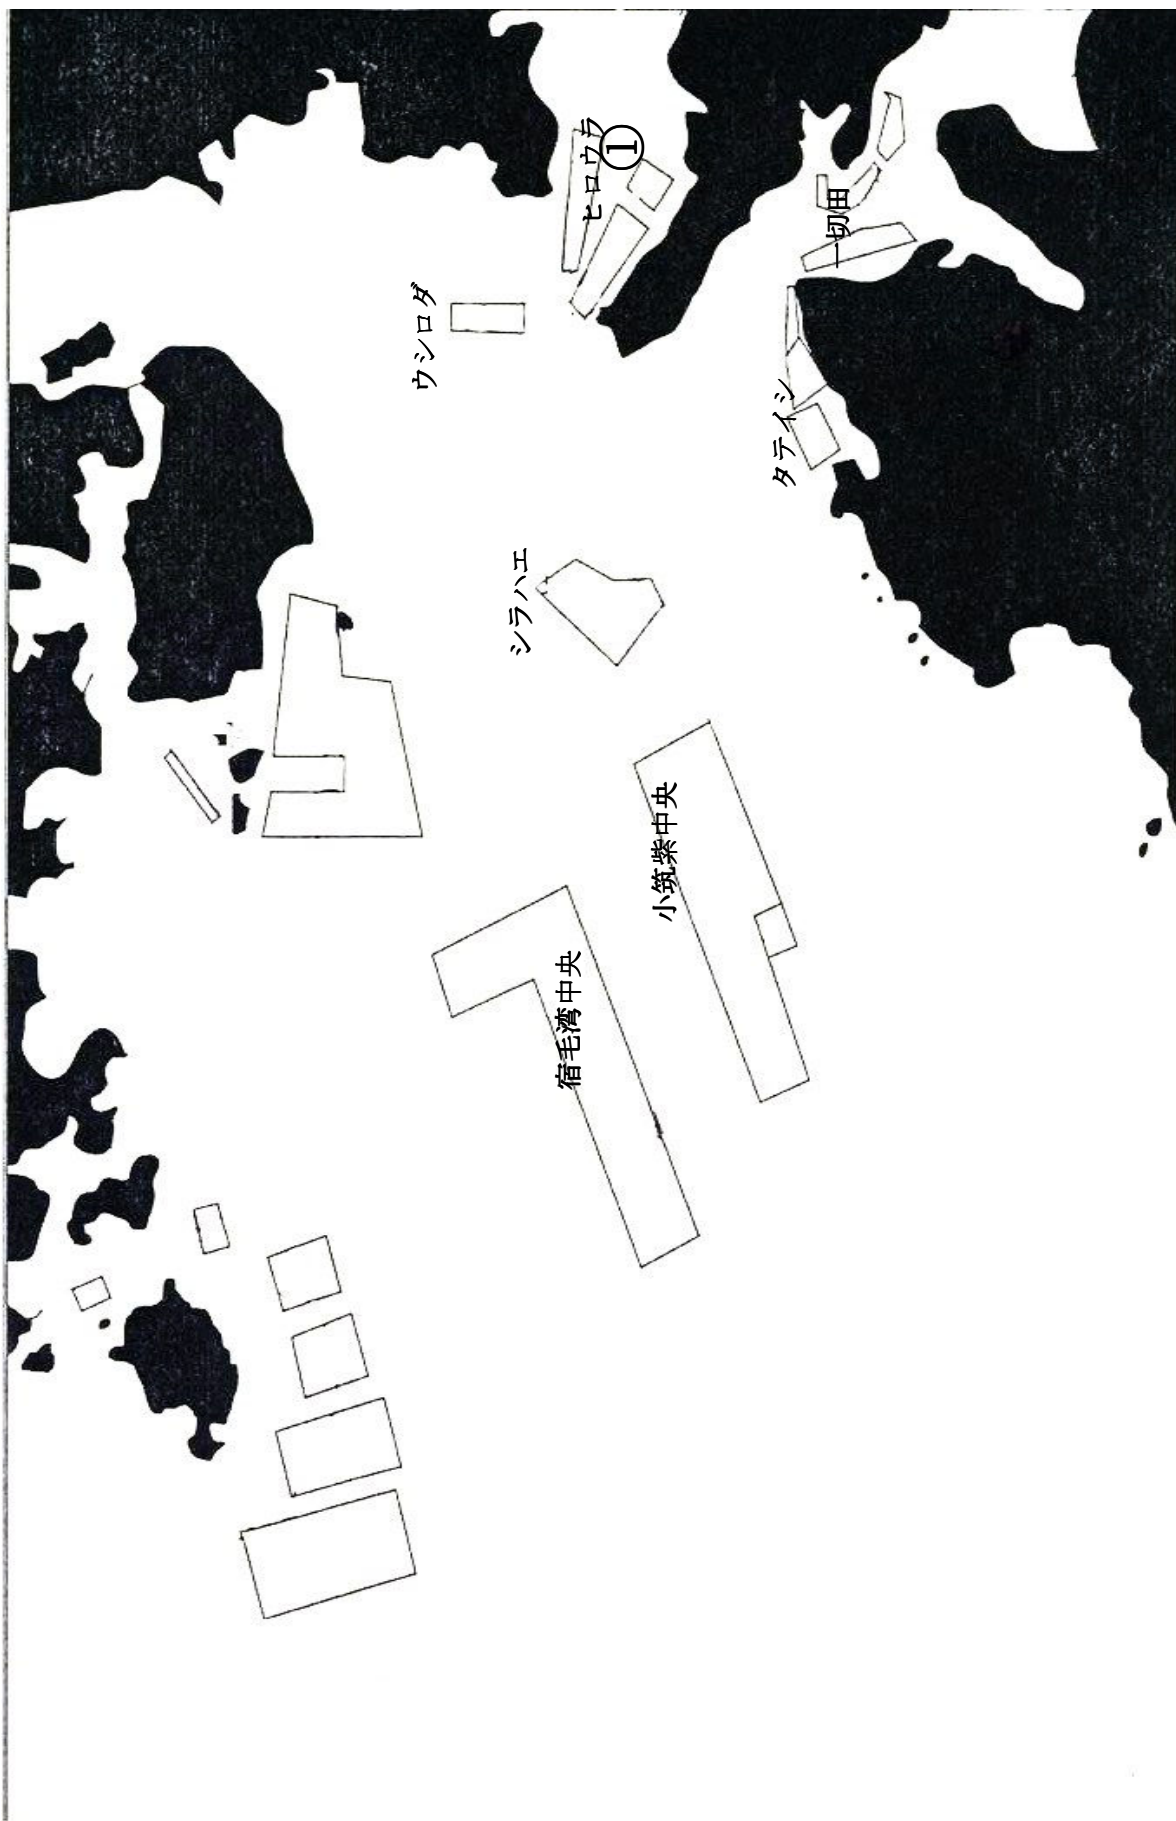 ヒロウラ
①
一切田
ウシロダ
タテイシ
シラハエ
小筑紫中央
宿毛湾中央